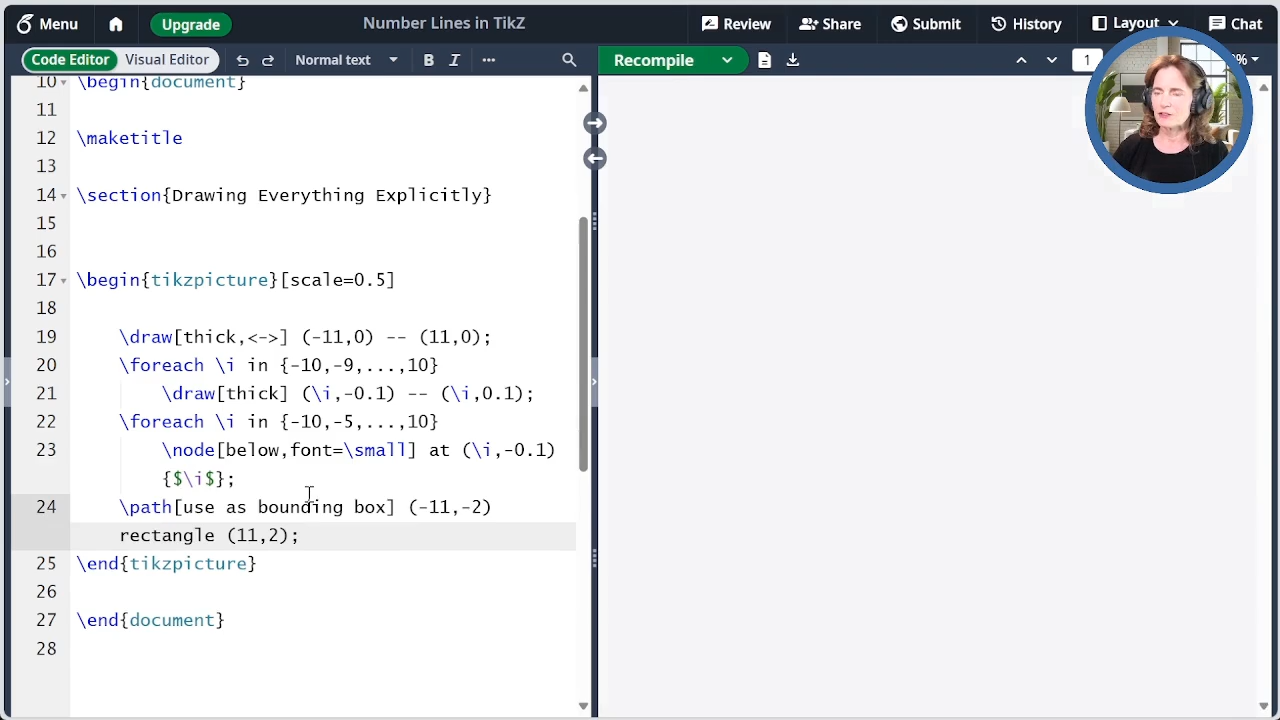 Menu Upgrade Number Lines in TikZ Review Share Submit History Layout Chat
Code Editor Visual Editor Normal text B I ••• Recompile 1 %
10 \begin{document}
11
12 \maketitle
13
14 \section{Drawing Everything Explicitly}
15
16
17 \begin{tikzpicture}[scale=0.5]
18
19 \draw[thick,<->] (-11,0) -- (11,0);
20 \foreach \i in {-10,-9,...,10}
21 \draw[thick] (\i,-0.1) -- (\i,0.1);
22 \foreach \i in {-10,-5,...,10}
23 \node[below,font=\small] at (\i,-0.1)
{$\i$};
24 \path[use as bounding box] (-11,-2)
rectangle (11,2);
25 \end{tikzpicture}
26
27 \end{document}
28